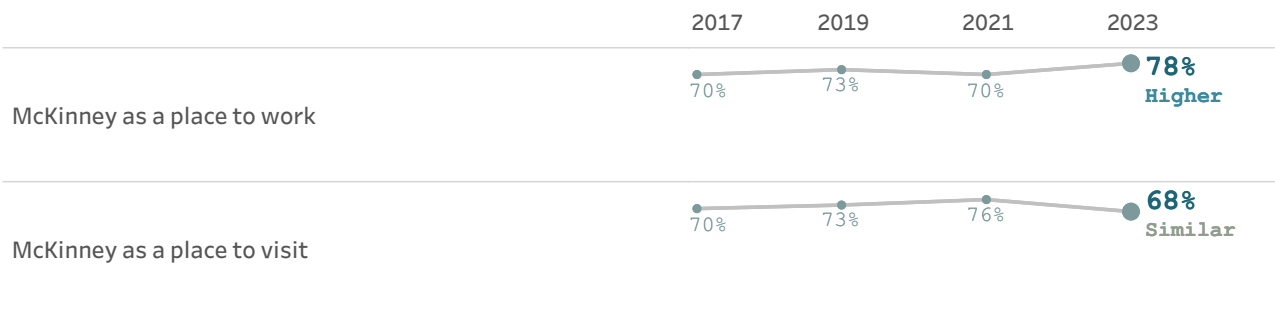 2017 2019 2021 2023
McKinney as a place to work
70% 73% 70% 78%
Higher
McKinney as a place to visit
70% 73% 76% 68%
Similar